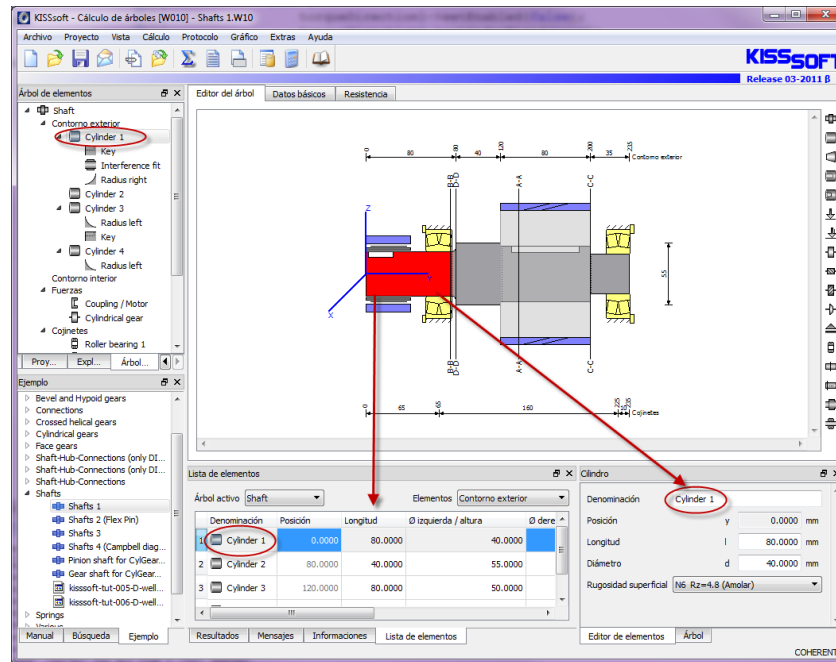 KISSsoft - Cálculo de árboles [W010] - Shafts 1.W10
Archivo Proyecto Vista Cálculo Protocolo Gráfico Extras Ayuda
KISSSOFT
Release 03-2011 β
Árbol de elementos
Shaft
Contorno exterior
Cylinder 1
Key
Interference fit
Radius right
Cylinder 2
Cylinder 3
Radius left
Key
Cylinder 4
Radius left
Contorno interior
Fuerzas
Coupling / Motor
Cylindrical gear
Cojinetes
Roller bearing 1
Proy... Expl... Árbol...
Ejemplo
Bevel and Hypoid gears
Connections
Crossed helical gears
Cylindrical gears
Face gears
Shaft-Hub-Connections (only DI...
Shaft-Hub-Connections (only DI...
Shaft-Hub-Connections
Shafts
Shafts 1
Shafts 2 (Flex Pin)
Shafts 3
Shafts 4 (Campbell diag...
Pinion shaft for CylGear...
Gear shaft for CylGear...
kisssoft-tut-005-D-well...
kisssoft-tut-006-D-well...
Springs
Various
Manual Búsqueda Ejemplo
Editor del árbol Datos básicos Resistencia
0 80 80 40 120 80 200 35 235 Contorno exterior
B-B D-D A-A C-C
Z
Y
X
55
B-B D-D A-A C-C
0 65 65 160 225 10 235 Cojinetes
Lista de elementos
Árbol activo Shaft Elementos Contorno exterior
Denominación Posición Longitud Ø izquierda / altura Ø dere
1 Cylinder 1 0.0000 80.0000 40.0000
2 Cylinder 2 80.0000 40.0000 55.0000
3 Cylinder 3 120.0000 80.0000 50.0000
Resultados Mensajes Informaciones Lista de elementos
Cilindro
Denominación Cylinder 1
Posición y 0.0000 mm
Longitud l 80.0000 mm
Diámetro d 40.0000 mm
Rugosidad superficial N6 Rz=4.8 (Amolar)
Editor de elementos Árbol
COHERENT